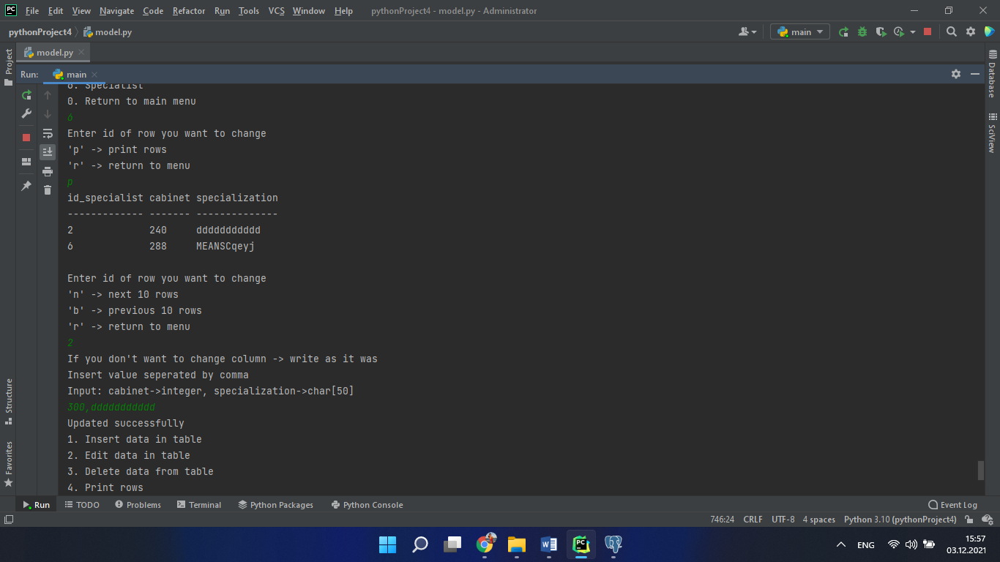 PC File Edit View Navigate Code Refactor Run Tools VCS Window Help pythonProject4 - model.py - Administrator
pythonProject4 model.py main
Project
model.py
Run: main
6. Specialist
0. Return to main menu
6
Enter id of row you want to change
'p' -> print rows
'r' -> return to menu
p
id_specialist cabinet specialization
------------- ------- --------------
2 240 ddddddddddd
6 288 MEANSCqeyj
Enter id of row you want to change
'n' -> next 10 rows
'b' -> previous 10 rows
'r' -> return to menu
2
If you don't want to change column -> write as it was
Insert value seperated by comma
Input: cabinet->integer, specialization->char[50]
300,ddddddddddd
Updated successfully
1. Insert data in table
2. Edit data in table
3. Delete data from table
4. Print rows
Structure
Favorites
Database
SciView
Run TODO Problems Terminal Python Packages Python Console Event Log
746:24 CRLF UTF-8 4 spaces Python 3.10 (pythonProject4)
W PC
ENG
15:57
03.12.2021